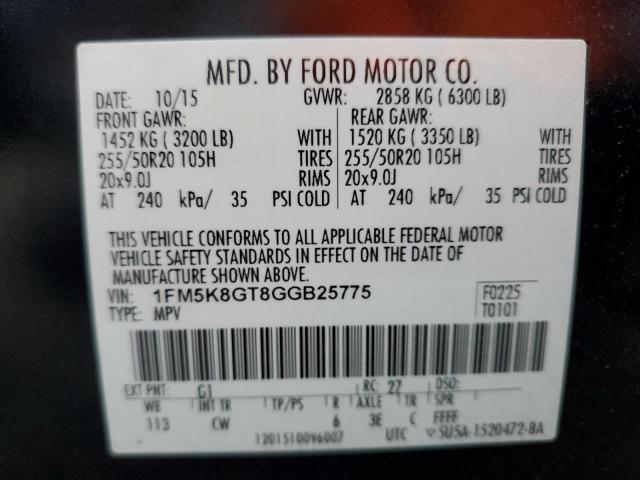 MFD. BY FORD MOTOR CO.
DATE: 10/15 GVWR: 2858 KG ( 6300 LB)
FRONT GAWR: REAR GAWR:
1452 KG ( 3200 LB) WITH 1520 KG ( 3350 LB) WITH
255/50R20 105H TIRES 255/50R20 105H TIRES
20x9.0J RIMS 20x9.0J RIMS
AT 240 kPa/ 35 PSI COLD AT 240 kPa/ 35 PSI COLD
THIS VEHICLE CONFORMS TO ALL APPLICABLE FEDERAL MOTOR
VEHICLE SAFETY STANDARDS IN EFFECT ON THE DATE OF
MANUFACTURE SHOWN ABOVE.
VIN: 1FM5K8GT8GGB25775 F0225
TYPE: MPV T0101
EXT PNT: G1 RC: 27 DSO:
WB INT TR TP/PS R AXLE TR SPR
113 CW 6 3E C FFFF
1201510096007 UTC ▽SUSA-1520472-BA